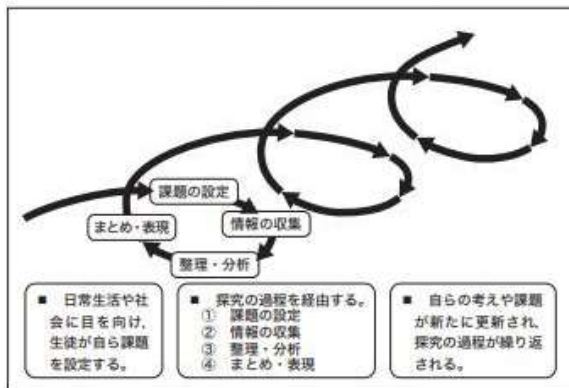 課題の設定
まとめ・表現
情報の収集
整理・分析
■ 日常生活や社
会に目を向け,
生徒が自ら課題
を設定する。
■ 探究の過程を経由する。
① 課題の設定
② 情報の収集
③ 整理・分析
④ まとめ・表現
■ 自らの考えや課題
が新たに更新され,
探究の過程が繰り返
される。